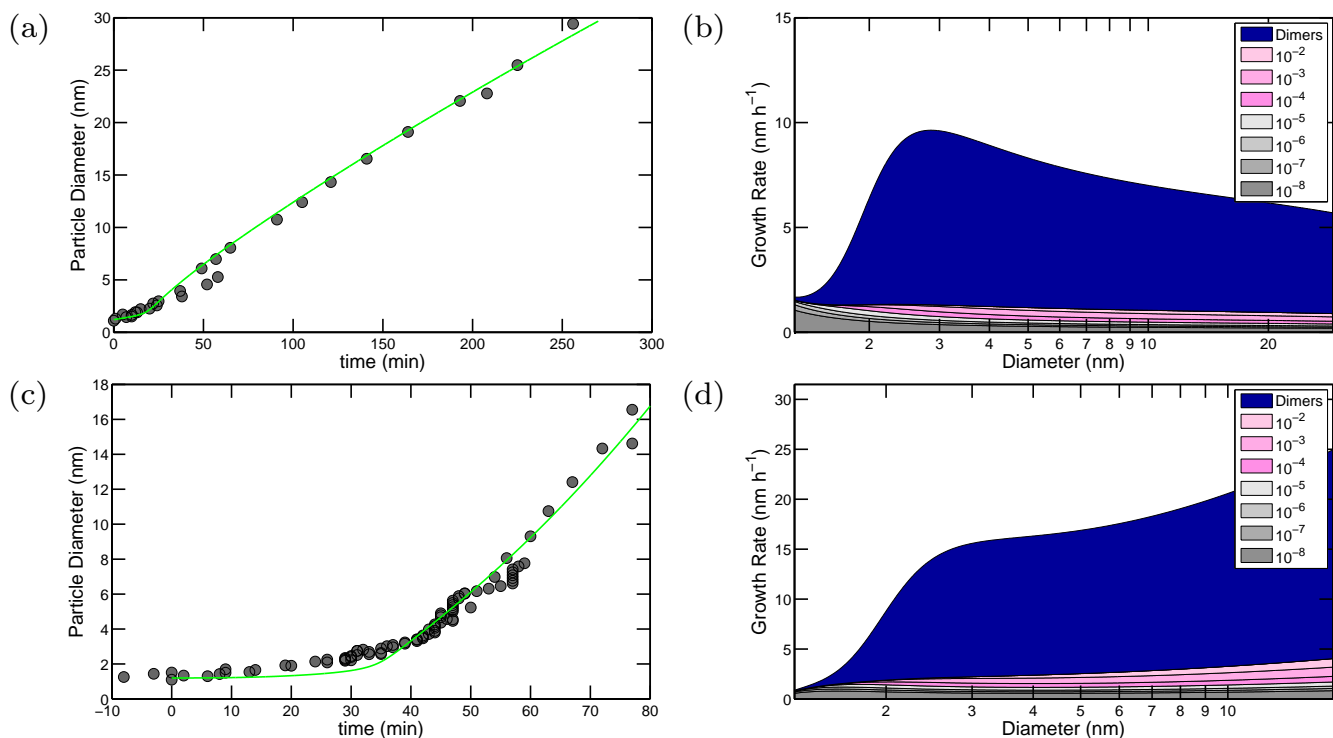 (a)
30
25
20
15
10
5
0
0 50 100 150 200 250 300
Particle Diameter (nm)
time (min)
(b)
15
10
5
0
2 3 4 5 6 7 8 9 10 20
Growth Rate (nm h⁻¹)
Diameter (nm)
Dimers
10⁻²
10⁻³
10⁻⁴
10⁻⁵
10⁻⁶
10⁻⁷
10⁻⁸
(c)
18
16
14
12
10
8
6
4
2
0
−10 0 10 20 30 40 50 60 70 80
Particle Diameter (nm)
time (min)
(d)
30
25
20
15
10
5
0
2 3 4 5 6 7 8 9 10
Growth Rate (nm h⁻¹)
Diameter (nm)
Dimers
10⁻²
10⁻³
10⁻⁴
10⁻⁵
10⁻⁶
10⁻⁷
10⁻⁸